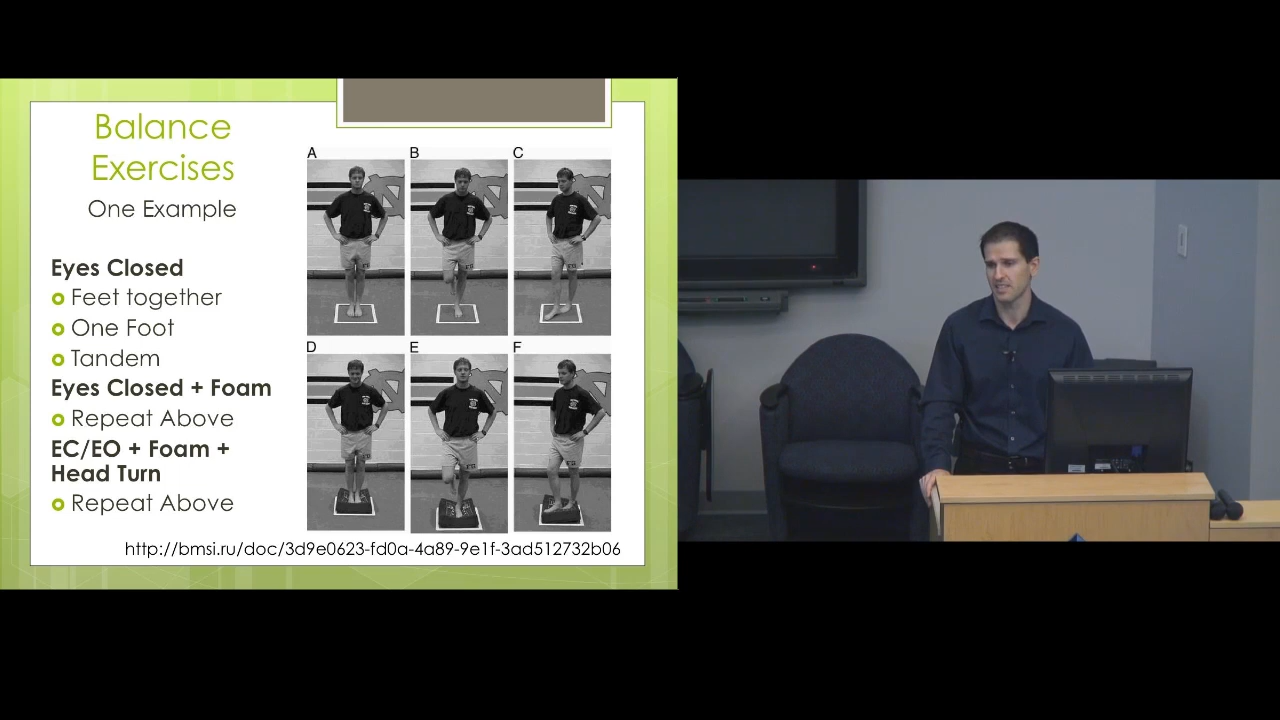 Balance
Exercises
One Example
Eyes Closed
Feet together
One Foot
Tandem
Eyes Closed + Foam
Repeat Above
EC/EO + Foam +
Head Turn
Repeat Above
A
B
C
D
E
F
http://bmsi.ru/doc/3d9e0623-fd0a-4a89-9e1f-3ad512732b06